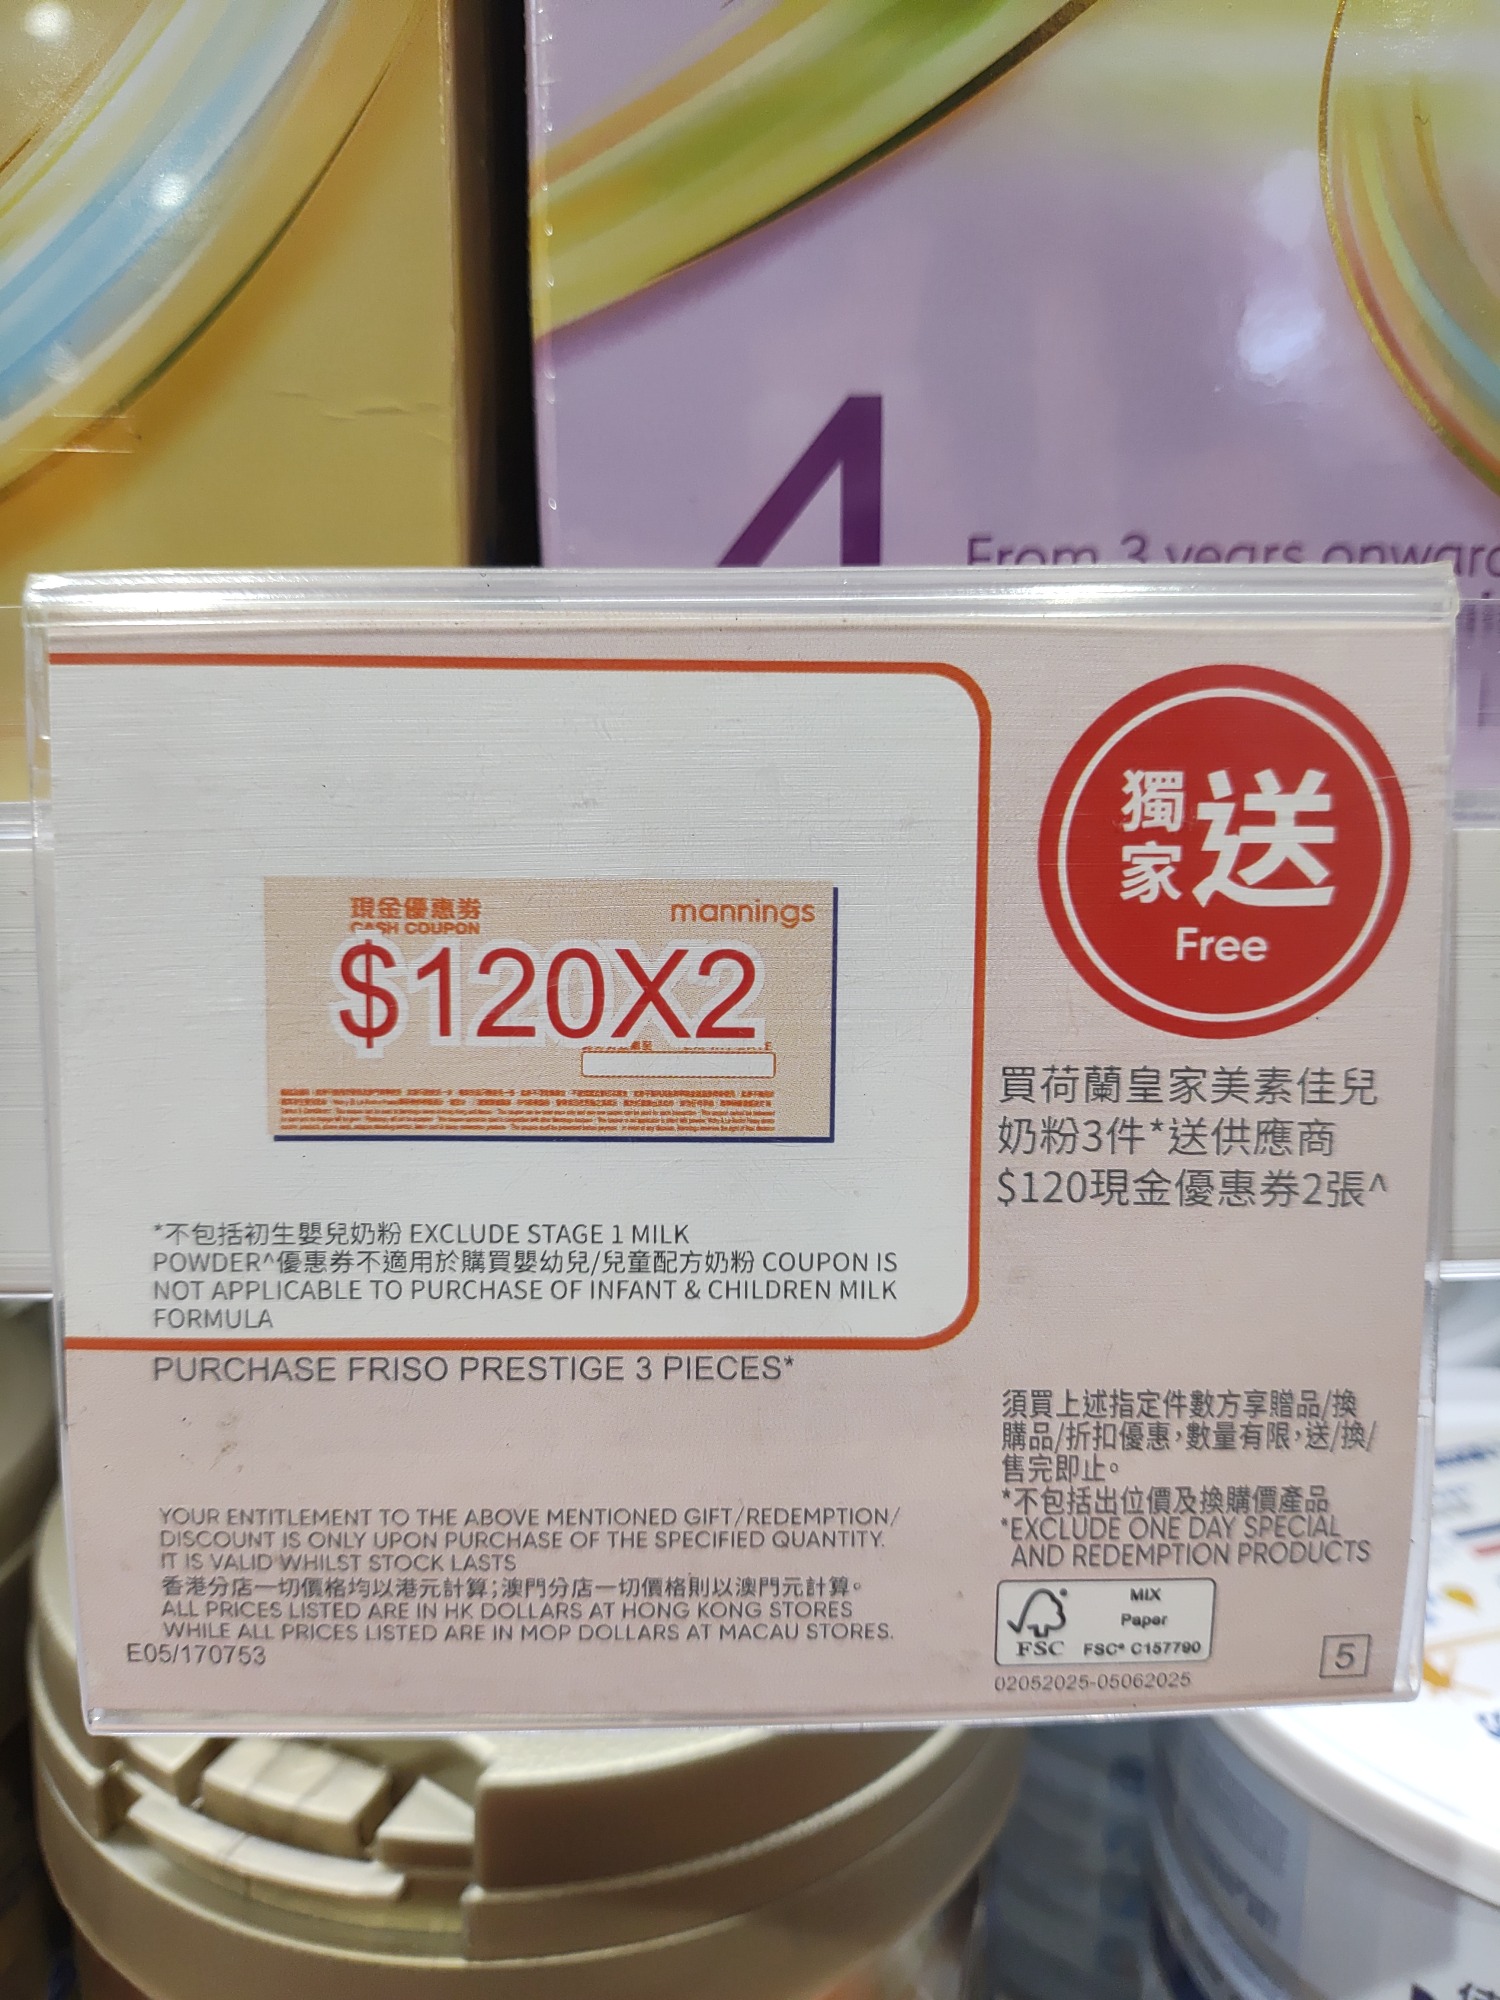 4
From 3 years onward
獨家送
Free
現金優惠券
CASH COUPON
mannings
$120X2
買荷蘭皇家美素佳兒
奶粉3件*送供應商
$120現金優惠券2張^
*不包括初生嬰兒奶粉 EXCLUDE STAGE 1 MILK
POWDER^優惠券不適用於購買嬰幼兒/兒童配方奶粉 COUPON IS
NOT APPLICABLE TO PURCHASE OF INFANT & CHILDREN MILK
FORMULA
PURCHASE FRISO PRESTIGE 3 PIECES*
須買上述指定件數方享贈品/換
購品/折扣優惠,數量有限,送/換/
售完即止。
*不包括出位價及換購價產品
*EXCLUDE ONE DAY SPECIAL
AND REDEMPTION PRODUCTS
YOUR ENTITLEMENT TO THE ABOVE MENTIONED GIFT/REDEMPTION/
DISCOUNT IS ONLY UPON PURCHASE OF THE SPECIFIED QUANTITY.
IT IS VALID WHILST STOCK LASTS
香港分店一切價格均以港元計算;澳門分店一切價格則以澳門元計算。
ALL PRICES LISTED ARE IN HK DOLLARS AT HONG KONG STORES
WHILE ALL PRICES LISTED ARE IN MOP DOLLARS AT MACAU STORES.
E05/170753
MIX
Paper
FSC
FSC® C157790
5
02052025-05062025